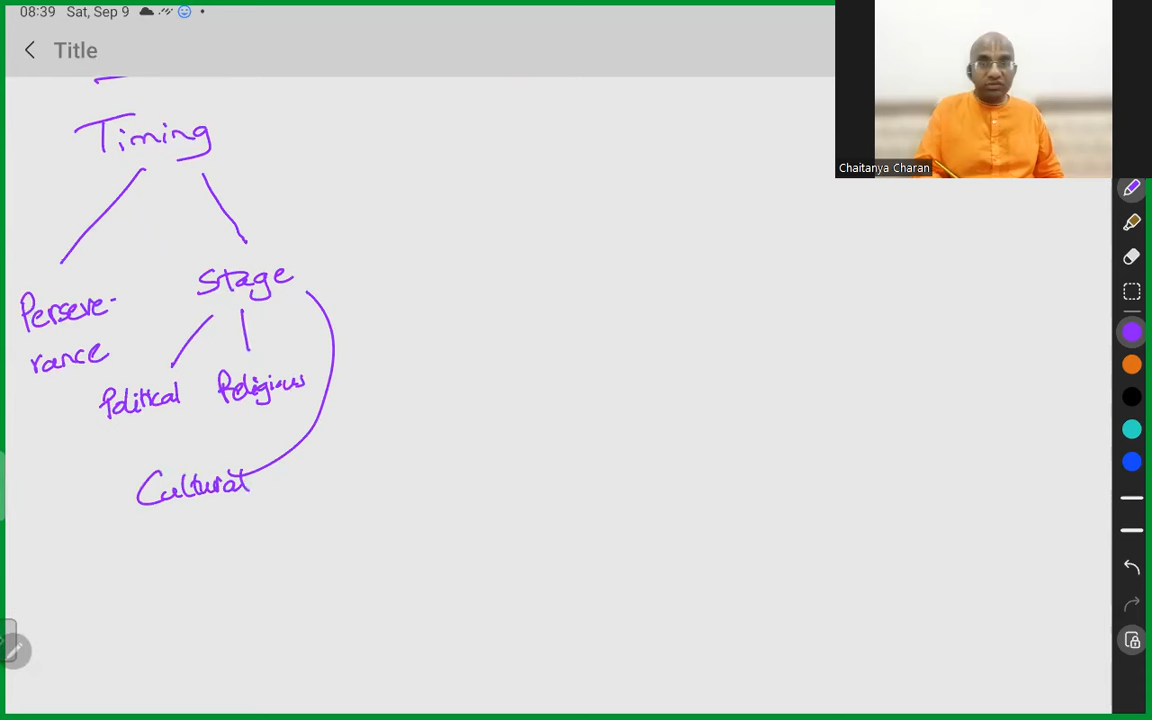 08:39 Sat, Sep 9
Title
Chaitanya Charan
Timing
Stage
Perseve-
rance
Political Religious
Cultural